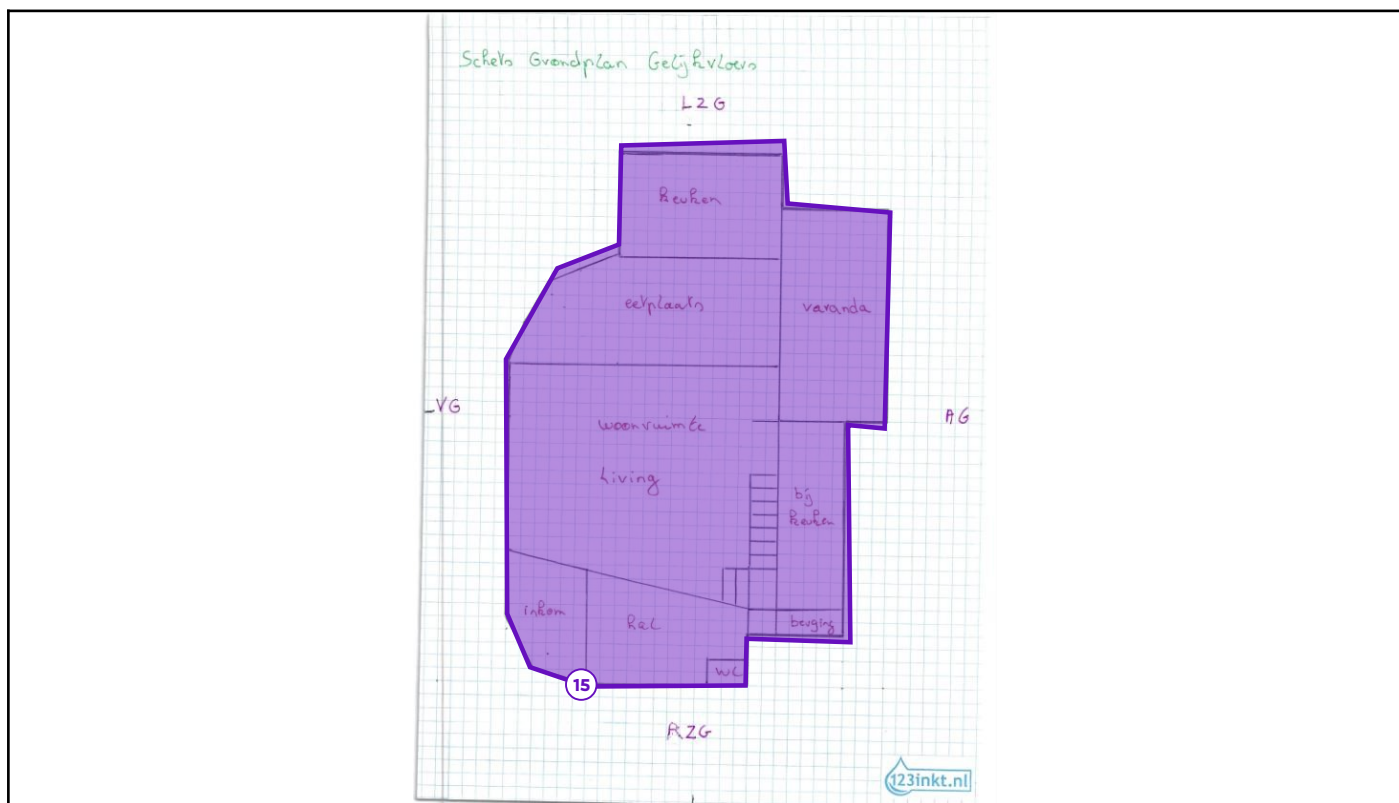 Schets Grondplan Gelijkvloers
LZG
keuken
eetplaats
varanda
VG
AG
woonruimte
living
bij
keuken
inkom
hal
berging
WC
15
RZG
123inkt.nl